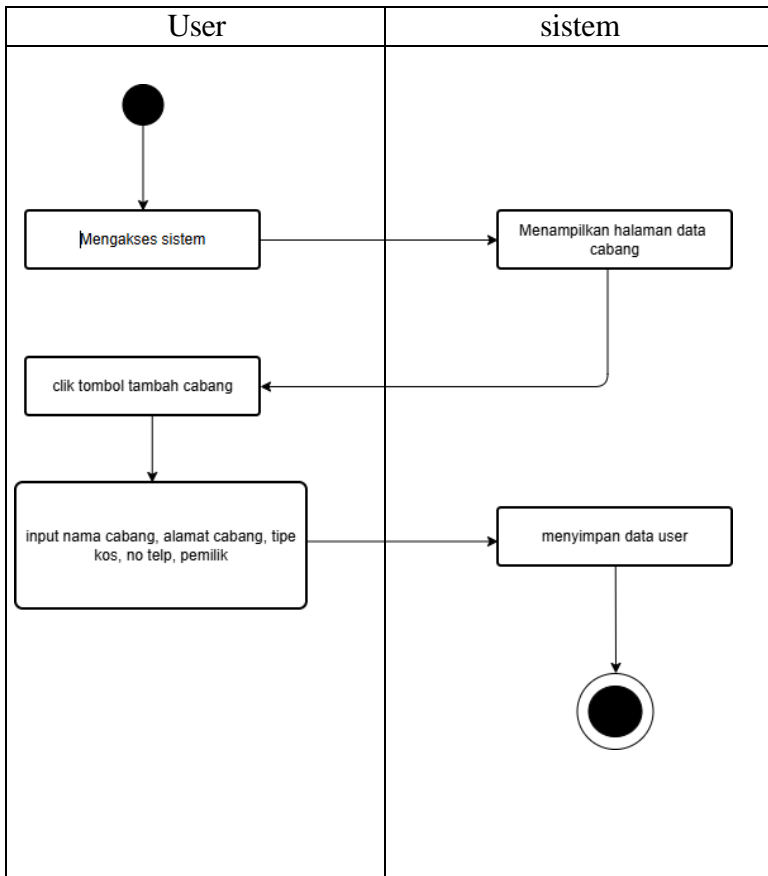 User
sistem
Mengakses sistem
Menampilkan halaman data
cabang
clik tombol tambah cabang
input nama cabang, alamat cabang, tipe
kos, no telp, pemilik
menyimpan data user